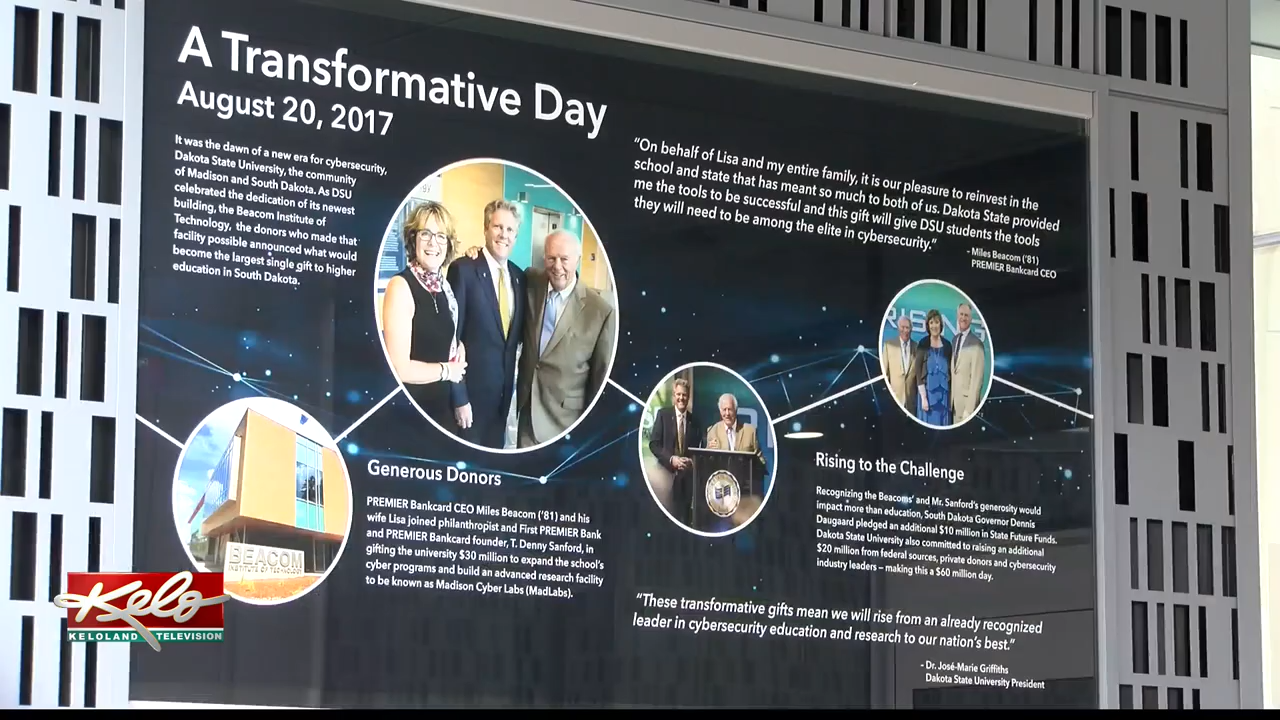 A Transformative Day
August 20, 2017
It was the dawn of a new era for cybersecurity,
Dakota State University, the community
of Madison and South Dakota. As DSU
celebrated the dedication of its newest
building, the Beacom Institute of
Technology, the donors who made that
facility possible announced what would
become the largest single gift to higher
education in South Dakota.
“On behalf of Lisa and my entire family, it is our pleasure to reinvest in the
school and state that has meant so much to both of us. Dakota State provided
me the tools to be successful and this gift will give DSU students the tools
they will need to be among the elite in cybersecurity.”
- Miles Beacom (’81)
PREMIER Bankcard CEO
BEACOM
INSTITUTE OF TECHNOLOGY
Generous Donors
PREMIER Bankcard CEO Miles Beacom (’81) and his
wife Lisa joined philanthropist and First PREMIER Bank
and PREMIER Bankcard founder, T. Denny Sanford, in
gifting the university $30 million to expand the school’s
cyber programs and build an advanced research facility
to be known as Madison Cyber Labs (MadLabs).
Rising to the Challenge
Recognizing the Beacoms’ and Mr. Sanford’s generosity would
impact more than education, South Dakota Governor Dennis
Daugaard pledged an additional $10 million in State Future Funds.
Dakota State University also committed to raising an additional
$20 million from federal sources, private donors and cybersecurity
industry leaders – making this a $60 million day.
“These transformative gifts mean we will rise from an already recognized
leader in cybersecurity education and research to our nation’s best.”
- Dr. José-Marie Griffiths
Dakota State University President
Kelo
KELOLAND TELEVISION